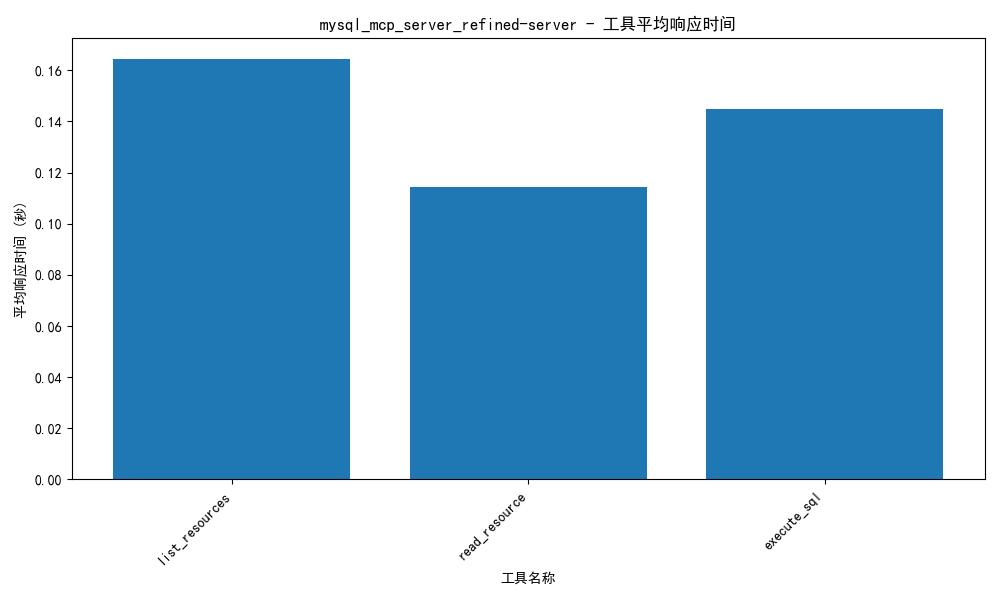 mysql_mcp_server_refined-server - 工具平均响应时间
平均响应时间 (秒)
0.16
0.14
0.12
0.10
0.08
0.06
0.04
0.02
0.00
list_resources
read_resource
execute_sql
工具名称